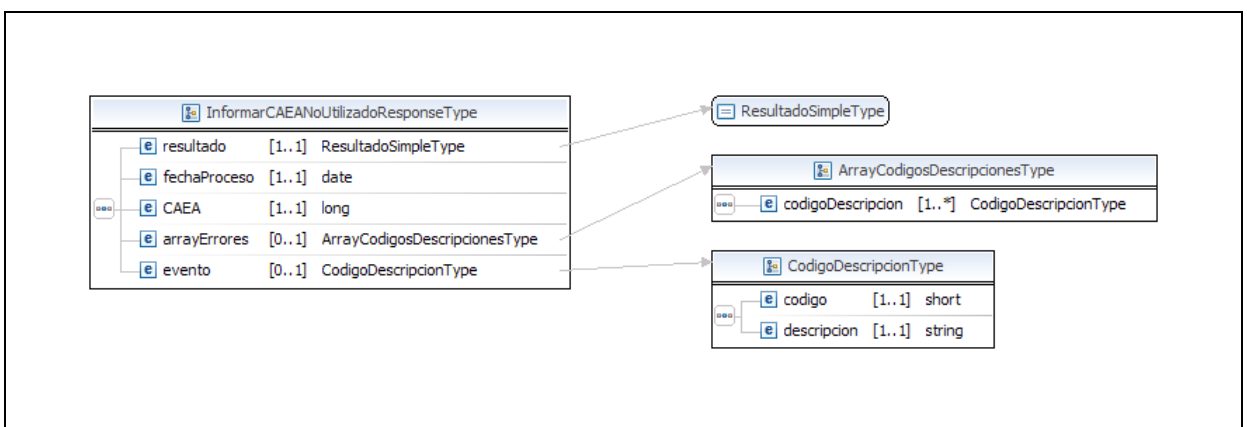 InformarCAEANoUtilizadoResponseType
e resultado [1..1] ResultadoSimpleType
e fechaProceso [1..1] date
e CAEA [1..1] long
e arrayErrores [0..1] ArrayCodigosDescripcionesType
e evento [0..1] CodigoDescripcionType
ResultadoSimpleType
ArrayCodigosDescripcionesType
e codigoDescripcion [1..*] CodigoDescripcionType
CodigoDescripcionType
e codigo [1..1] short
e descripcion [1..1] string